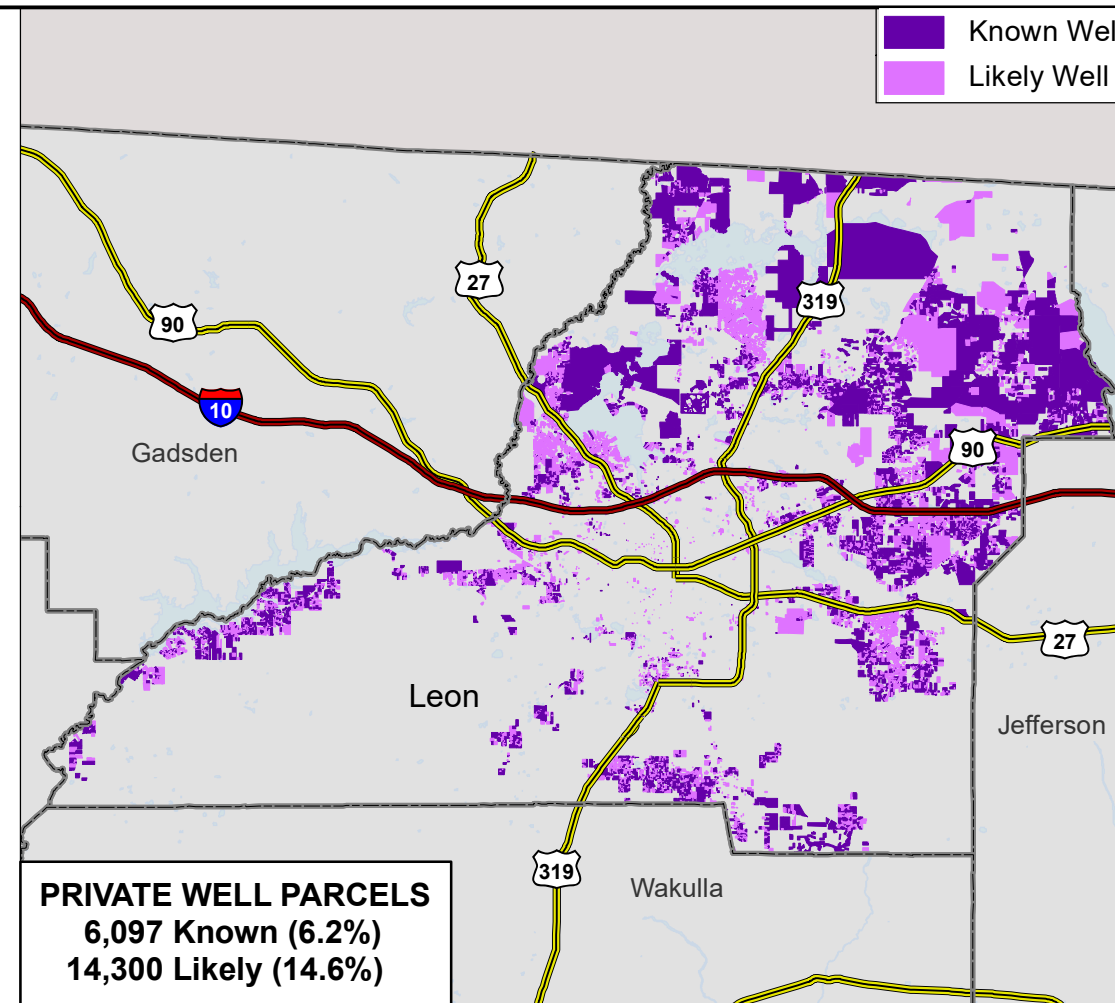 Known Wel
Likely Well
27
319
90
10
Gadsden
90
27
Leon
Jefferson
319
Wakulla
PRIVATE WELL PARCELS
6,097 Known (6.2%)
14,300 Likely (14.6%)